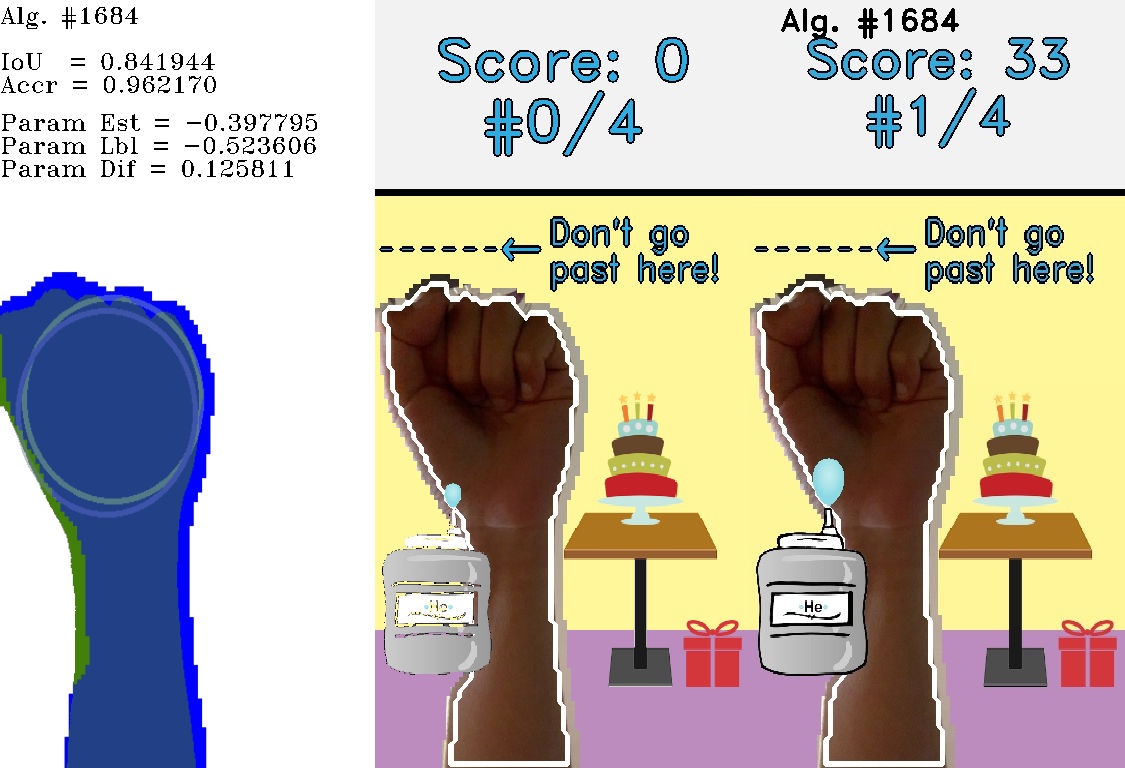 Alg. #1684
IoU = 0.841944
Accr = 0.962170
Param Est = −0.397795
Param Lbl = −0.523606
Param Dif = 0.125811
Score: 0
#0/4
Don't go
past here!
He
Alg. #1684
Score: 33
#1/4
Don't go
past here!
He